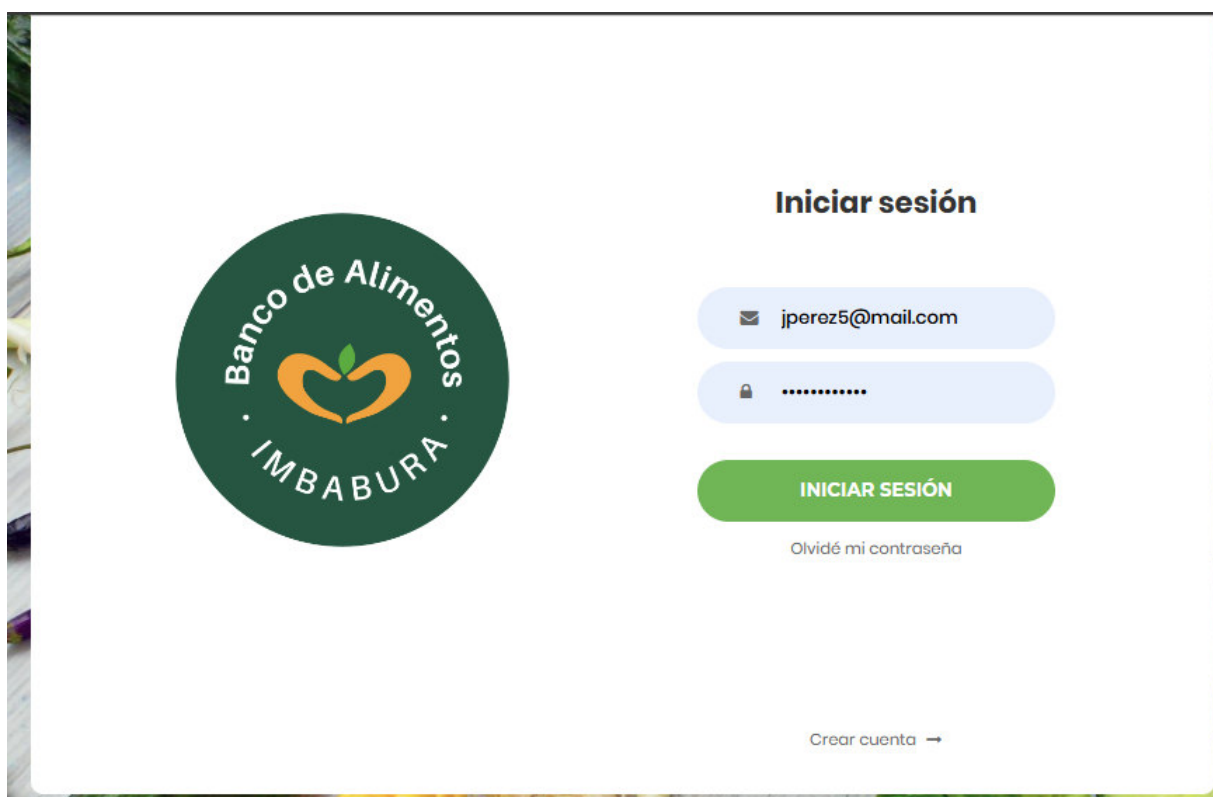 Banco de Alimentos
· IMBABURA ·
Iniciar sesión
jperez5@mail.com
••••••••••••
INICIAR SESIÓN
Olvidé mi contraseña
Crear cuenta →